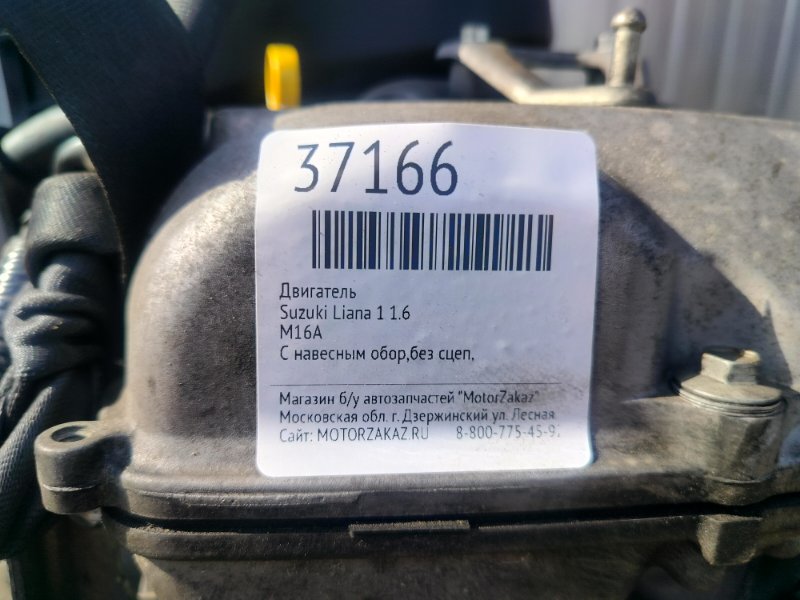 37166
Двигатель
Suzuki Liana 1 1.6
M16A
С навесным обор,без сцеп,
Магазин б/у автозапчастей "MotorZakaz"
Московская обл. г. Дзержинский ул. Лесная
Сайт: MOTORZAKAZ.RU 8-800-775-45-9.